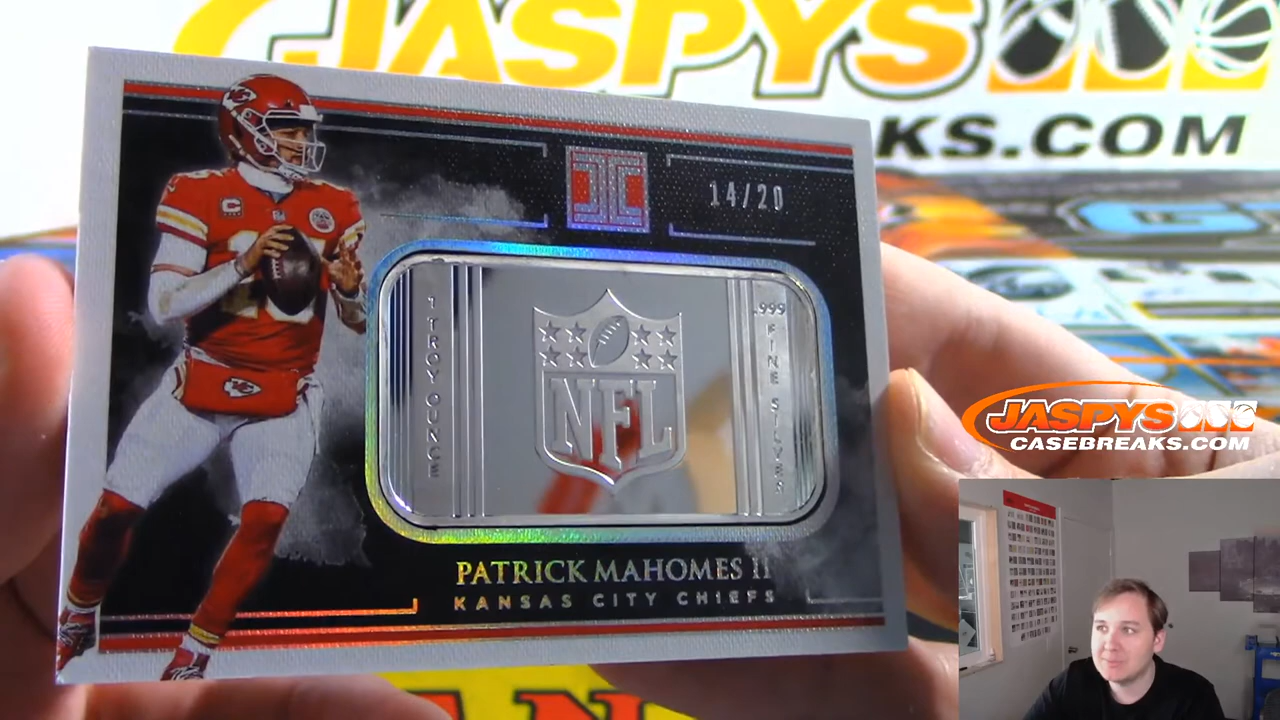 JASPYS
KS.COM
14/20
1 TROY OUNCE
NFL
.999 FINE SILVER
PATRICK MAHOMES II
KANSAS CITY CHIEFS
JASPYS
CASEBREAKS.COM